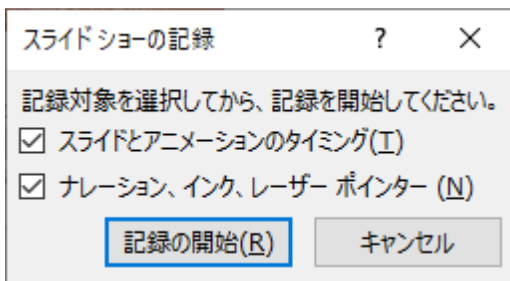 スライド ショーの記録 ? ×
記録対象を選択してから、記録を開始してください。
スライドとアニメーションのタイミング(T)
ナレーション、インク、レーザー ポインター (N)
記録の開始(R) キャンセル